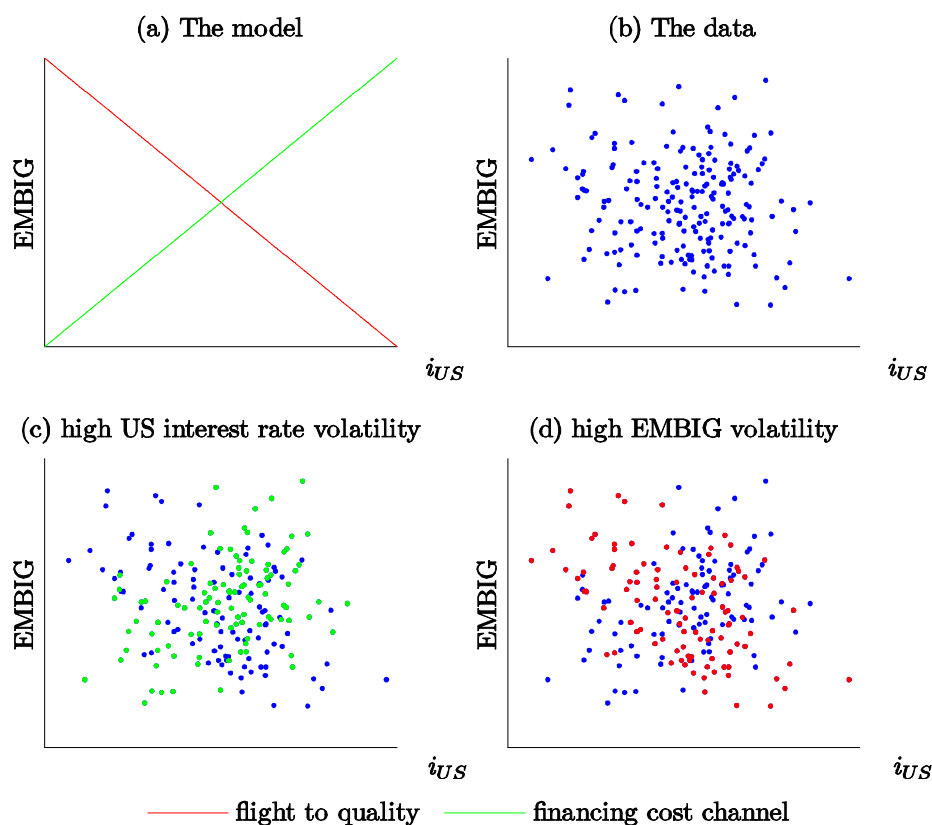 (a) The model
(b) The data
EMBIG
EMBIG
i_US
i_US
(c) high US interest rate volatility
(d) high EMBIG volatility
EMBIG
EMBIG
i_US
i_US
flight to quality
financing cost channel